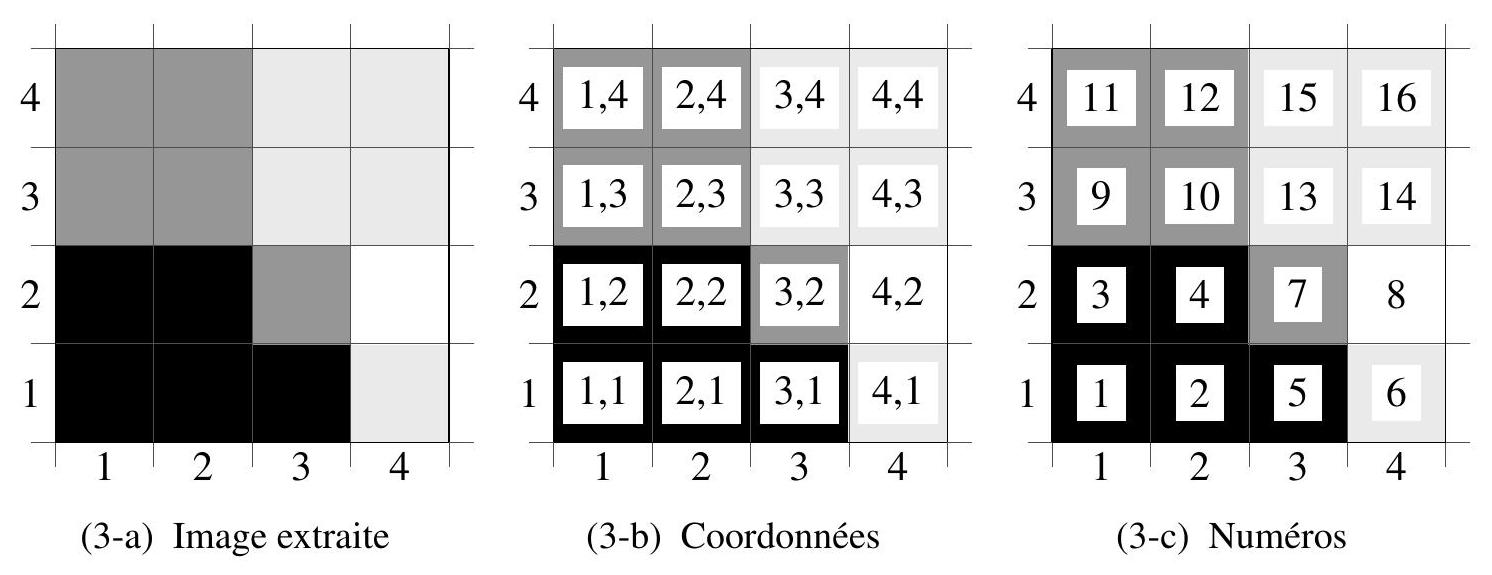 4
3
2
1
1 2 3 4
(3-a) Image extraite
4 1,4 2,4 3,4 4,4
3 1,3 2,3 3,3 4,3
2 1,2 2,2 3,2 4,2
1 1,1 2,1 3,1 4,1
1 2 3 4
(3-b) Coordonnées
4 11 12 15 16
3 9 10 13 14
2 3 4 7 8
1 1 2 5 6
1 2 3 4
(3-c) Numéros